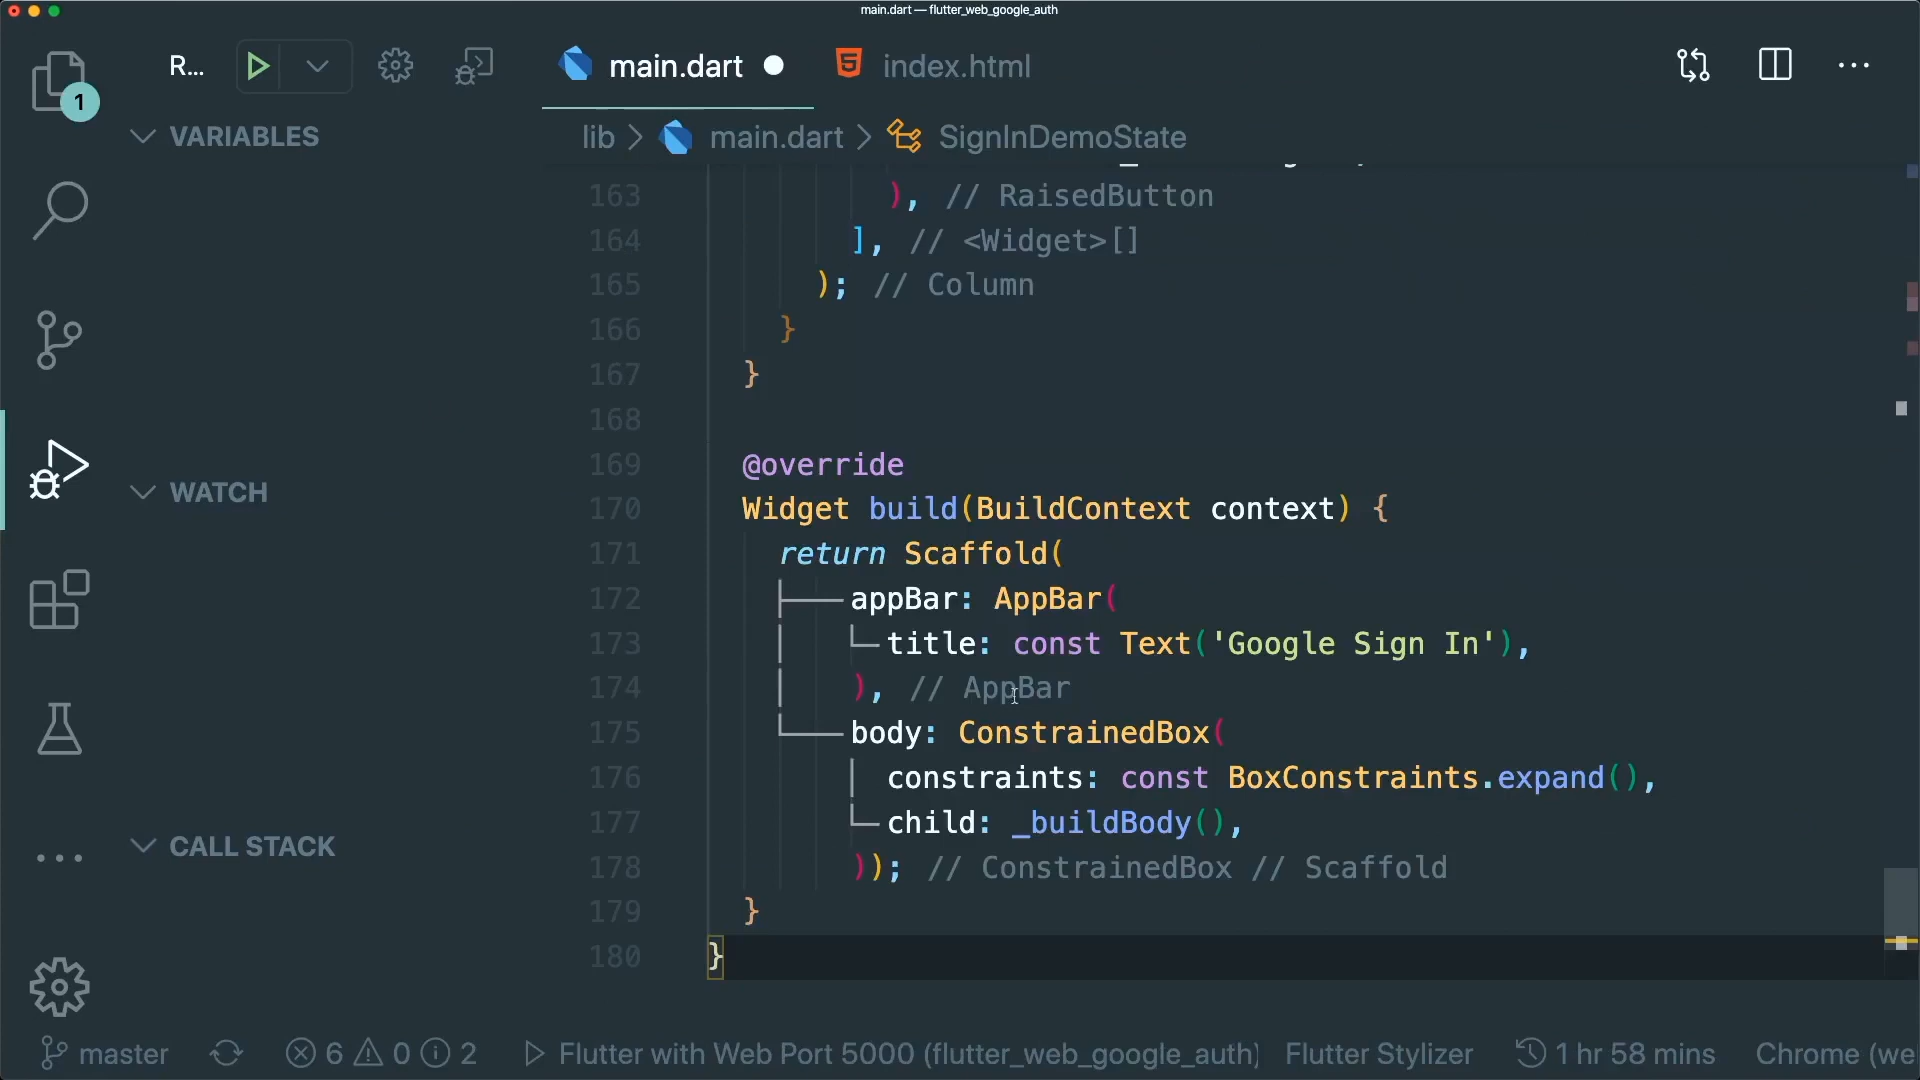 main.dart — flutter_web_google_auth
R...
main.dart
index.html
1
VARIABLES
lib
main.dart
SignInDemoState
163 ), // RaisedButton
164 ], // <Widget>[]
165 ); // Column
166 }
167 }
168
169 @override
170 Widget build(BuildContext context) {
171 return Scaffold(
172 appBar: AppBar(
173 title: const Text('Google Sign In'),
174 ), // AppBar
175 body: ConstrainedBox(
176 constraints: const BoxConstraints.expand(),
177 child: _buildBody(),
178 )); // ConstrainedBox // Scaffold
179 }
180 }
WATCH
CALL STACK
master 6 0 2 Flutter with Web Port 5000 (flutter_web_google_auth) Flutter Stylizer 1 hr 58 mins Chrome (we